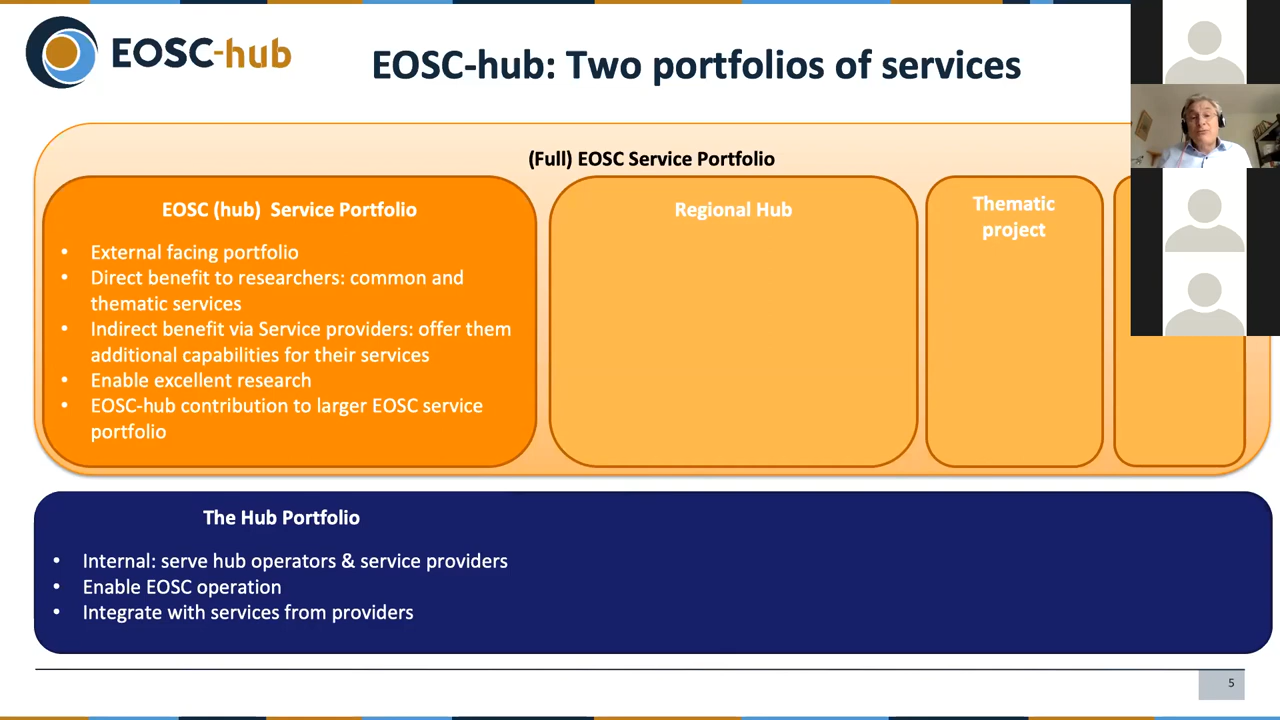 EOSC-hub
EOSC-hub: Two portfolios of services
(Full) EOSC Service Portfolio
EOSC (hub) Service Portfolio
• External facing portfolio
• Direct benefit to researchers: common and
thematic services
• Indirect benefit via Service providers: offer them
additional capabilities for their services
• Enable excellent research
• EOSC-hub contribution to larger EOSC service
portfolio
Regional Hub
Thematic
project
The Hub Portfolio
• Internal: serve hub operators & service providers
• Enable EOSC operation
• Integrate with services from providers
5